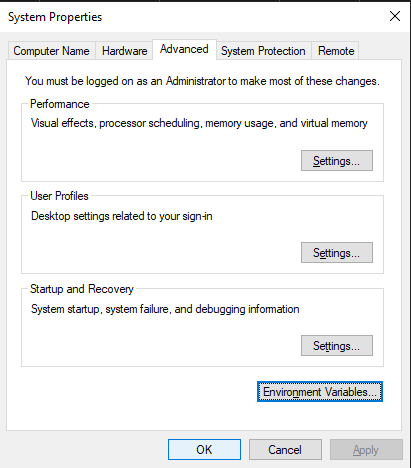 System Properties
Computer Name Hardware Advanced System Protection Remote
You must be logged on as an Administrator to make most of these changes.
Performance
Visual effects, processor scheduling, memory usage, and virtual memory
Settings...
User Profiles
Desktop settings related to your sign-in
Settings...
Startup and Recovery
System startup, system failure, and debugging information
Settings...
Environment Variables...
OK Cancel Apply